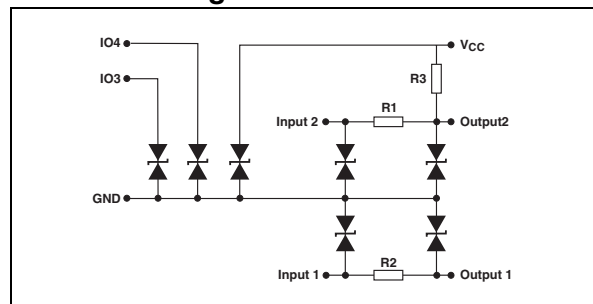 IO4
VCC
IO3
R3
R1
Input 2
Output2
GND
R2
Input 1
Output 1